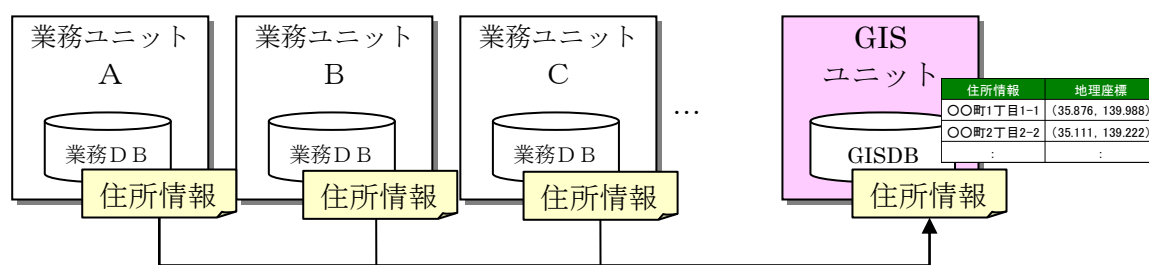 業務ユニット
A
業務DB
住所情報
業務ユニット
B
業務DB
住所情報
業務ユニット
C
業務DB
住所情報
…
GIS
ユニット
GISDB
住所情報
住所情報 地理座標
〇〇町1丁目1-1 (35.876, 139.988)
〇〇町2丁目2-2 (35.111, 139.222)
: :